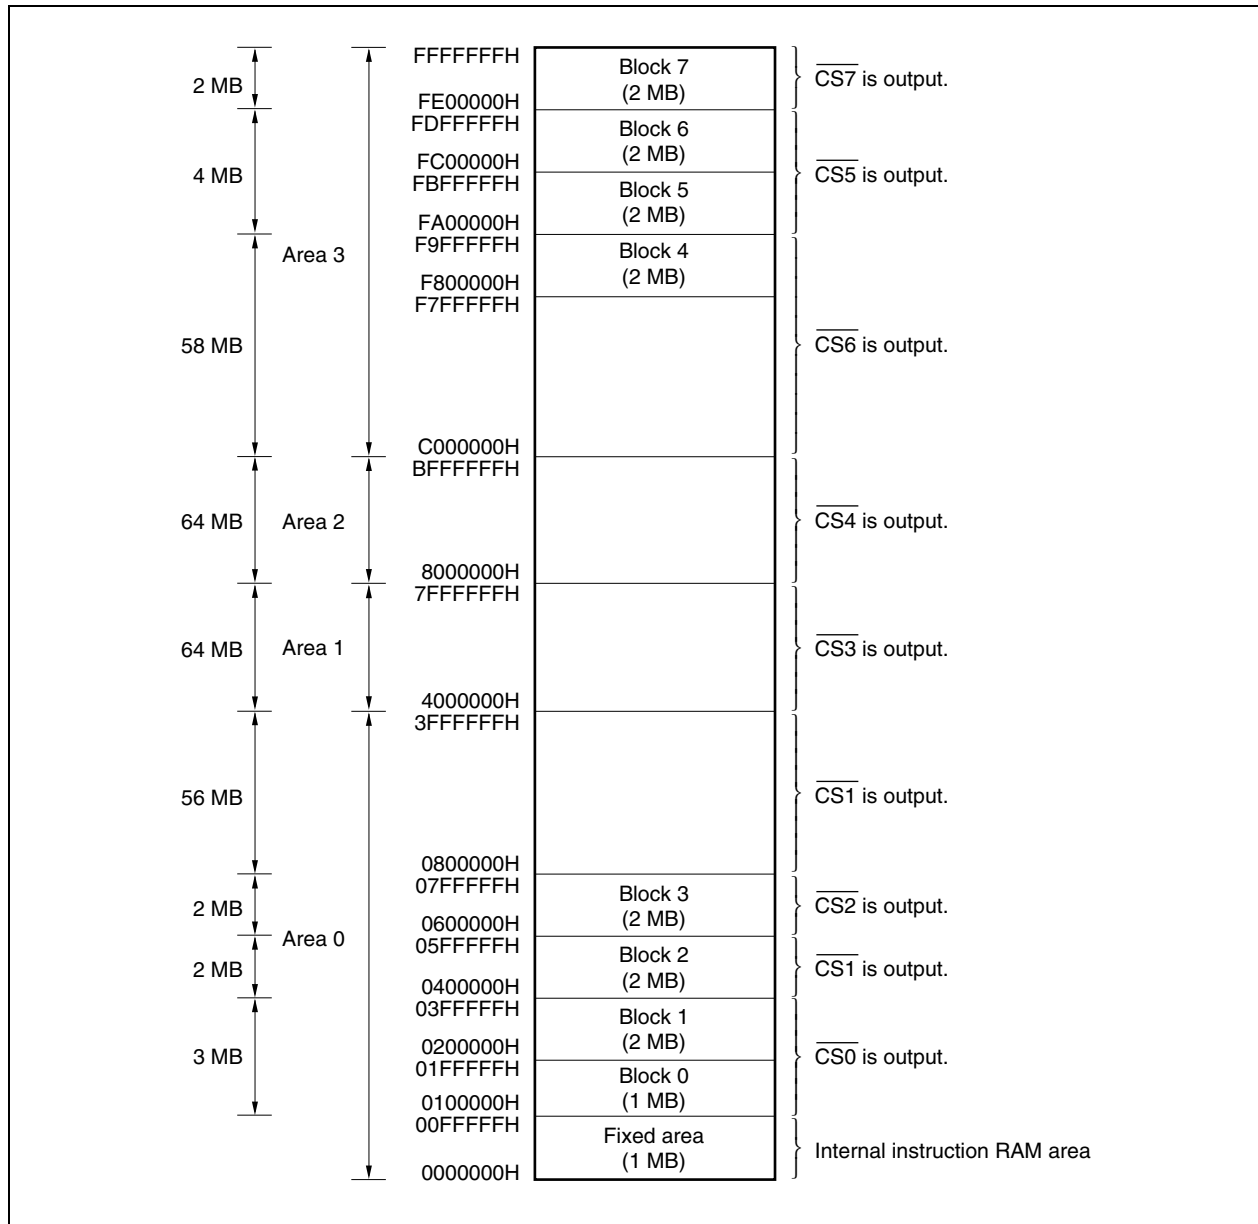 FFFFFFFH
Block 7
(2 MB)
CS7 is output.
2 MB
FE00000H
FDFFFFFH
Block 6
(2 MB)
FC00000H
FBFFFFFH
4 MB
CS5 is output.
Block 5
(2 MB)
FA00000H
F9FFFFFH
Area 3
Block 4
(2 MB)
F800000H
F7FFFFFH
58 MB
CS6 is output.
C000000H
BFFFFFFH
64 MB
Area 2
CS4 is output.
8000000H
7FFFFFFH
64 MB
Area 1
CS3 is output.
4000000H
3FFFFFFH
56 MB
CS1 is output.
0800000H
07FFFFFH
Block 3
(2 MB)
2 MB
CS2 is output.
0600000H
05FFFFFH
Area 0
Block 2
(2 MB)
2 MB
CS1 is output.
0400000H
03FFFFFH
Block 1
(2 MB)
0200000H
01FFFFFH
3 MB
CS0 is output.
Block 0
(1 MB)
0100000H
00FFFFFH
Fixed area
(1 MB)
Internal instruction RAM area
0000000H